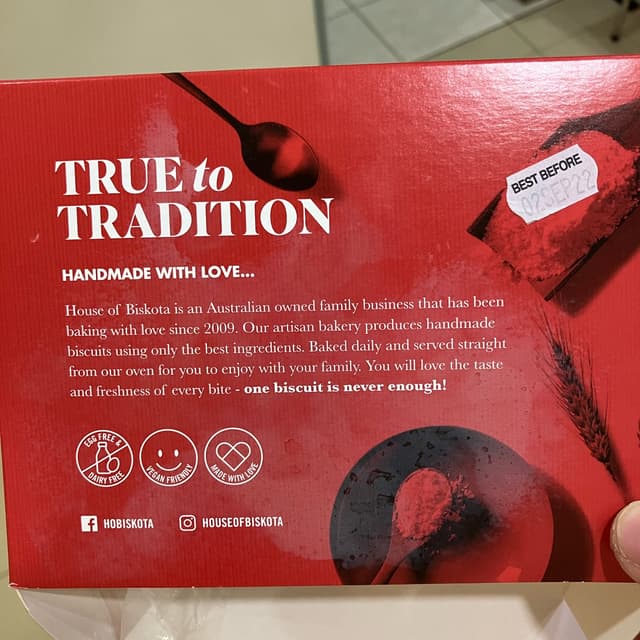 TRUE to
TRADITION
BEST BEFORE
02SEP22
HANDMADE WITH LOVE...
House of Biskota is an Australian owned family business that has been
baking with love since 2009. Our artisan bakery produces handmade
biscuits using only the best ingredients. Baked daily and served straight
from our oven for you to enjoy with your family. You will love the taste
and freshness of every bite - one biscuit is never enough!
EGG FREE &
DAIRY FREE
VEGAN FRIENDLY
MADE WITH LOVE
HOBISKOTA
HOUSEOFBISKOTA